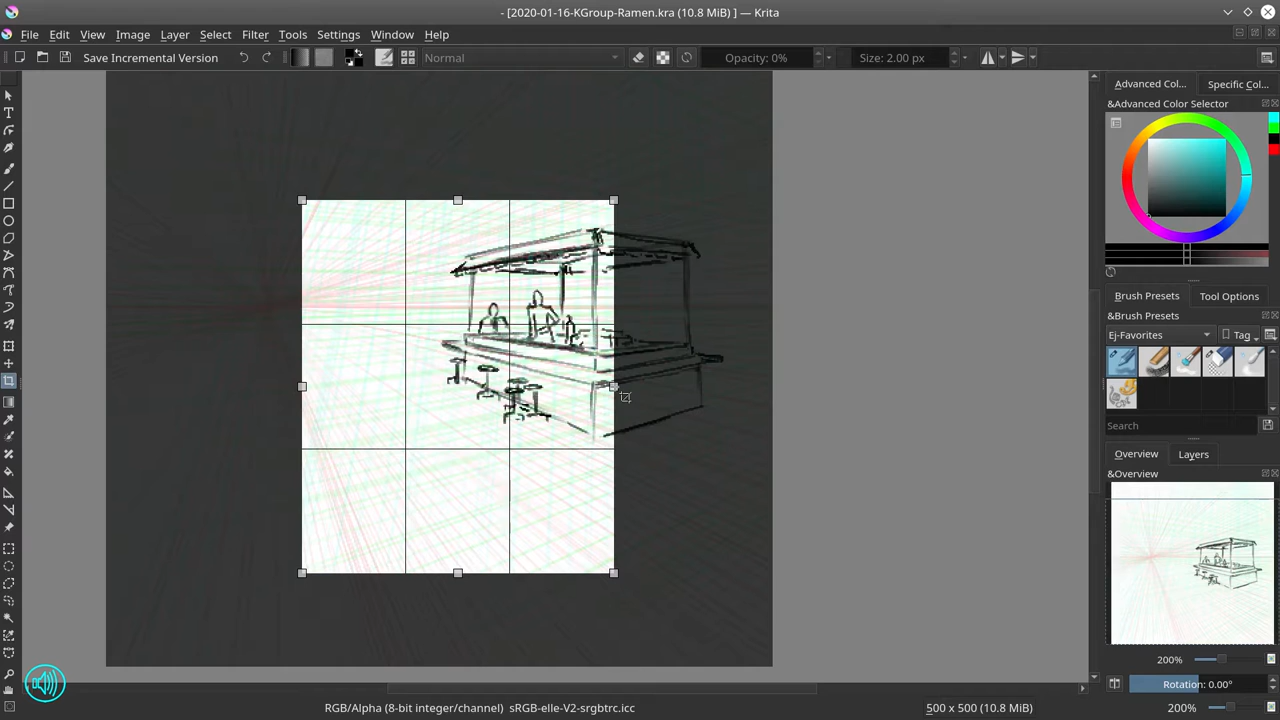 - [2020-01-16-KGroup-Ramen.kra (10.8 MiB) ] — Krita
File Edit View Image Layer Select Filter Tools Settings Window Help
Save Incremental Version Normal Opacity: 0% Size: 2.00 px
Advanced Col... Specific Col...
&Advanced Color Selector
Brush Presets Tool Options
&Brush Presets
Ej-Favorites Tag
Search
Overview Layers
&Overview
200%
Rotation: 0.00°
RGB/Alpha (8-bit integer/channel) sRGB-elle-V2-srgbtrc.icc 500 x 500 (10.8 MiB) 200%